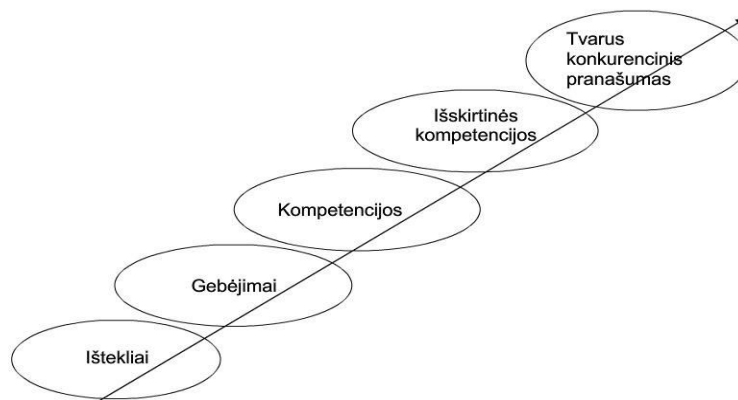 Tvarus
konkurencinis
pranašumas
Išskirtinės
kompetencijos
Kompetencijos
Gebėjimai
Ištekliai